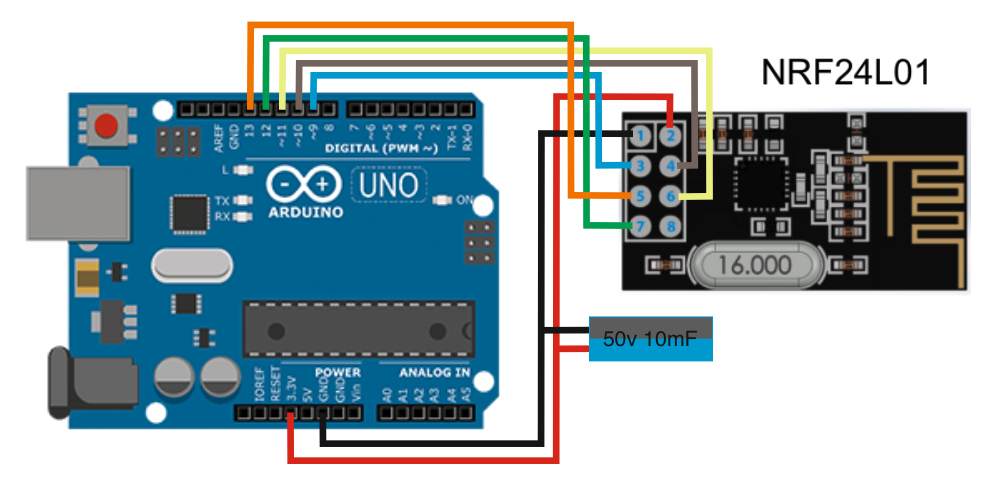 NRF24L01
AREF
GND
13
12
~11
~10
~9
8
7
~6
~5
4
~3
2
TX-1
RX-0
DIGITAL (PWM ~)
L
TX
RX
ARDUINO
UNO
ON
1 2
3 4
5 6
7 8
16.000
50v 10mF
POWER
ANALOG IN
IOREF
RESET
3.3V
5V
GND
GND
Vin
A0
A1
A2
A3
A4
A5